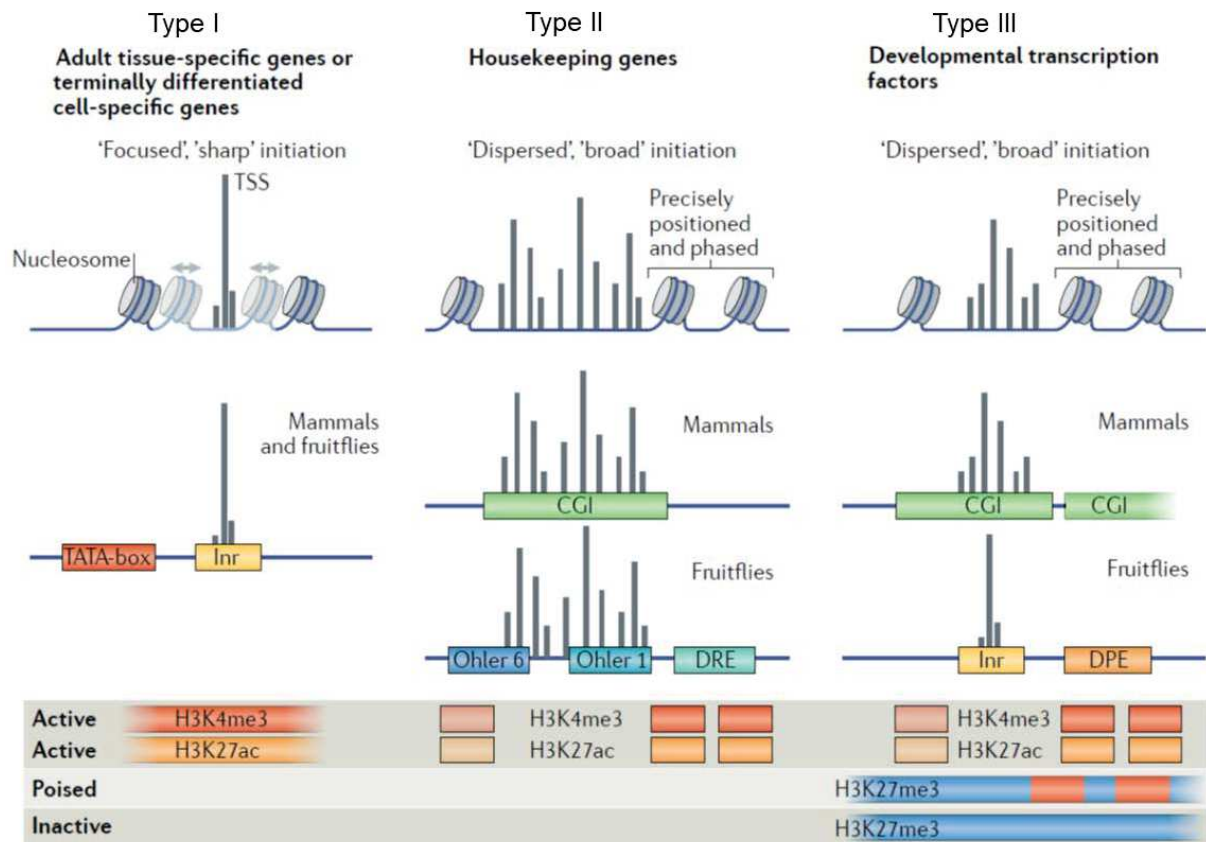 Type I
Adult tissue-specific genes or
terminally differentiated
cell-specific genes
'Focused', 'sharp' initiation
TSS
Nucleosome
Mammals
and fruitflies
TATA-box
Inr
Type II
Housekeeping genes
'Dispersed', 'broad' initiation
Precisely
positioned
and phased
Mammals
CGI
Fruitflies
Ohler 6
Ohler 1
DRE
Type III
Developmental transcription
factors
'Dispersed', 'broad' initiation
Precisely
positioned
and phased
Mammals
CGI
CGI
Fruitflies
Inr
DPE
Active H3K4me3 H3K4me3 H3K4me3
Active H3K27ac H3K27ac H3K27ac
Poised H3K27me3
Inactive H3K27me3